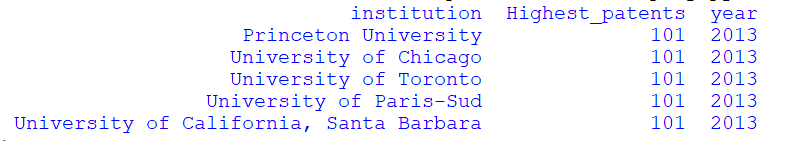 institution Highest_patents year
Princeton University 101 2013
University of Chicago 101 2013
University of Toronto 101 2013
University of Paris-Sud 101 2013
University of California, Santa Barbara 101 2013